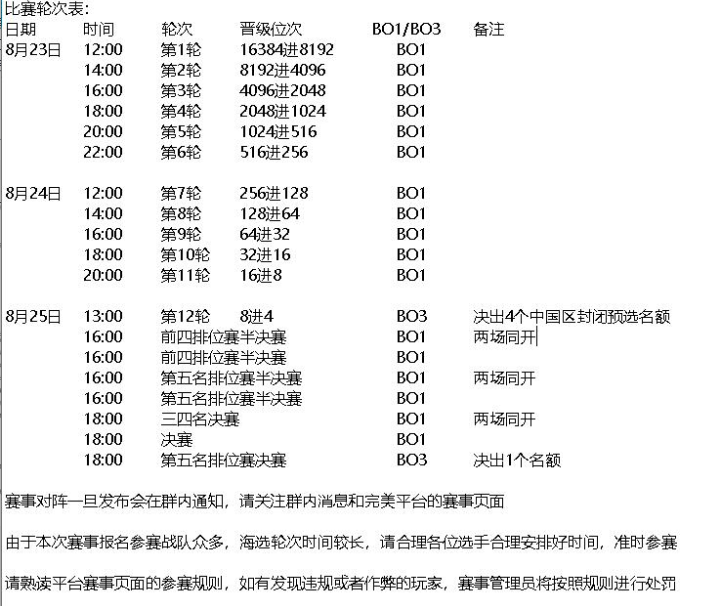 比赛轮次表:
日期 时间 轮次 晋级位次 BO1/BO3 备注
8月23日 12:00 第1轮 16384进8192 BO1
14:00 第2轮 8192进4096 BO1
16:00 第3轮 4096进2048 BO1
18:00 第4轮 2048进1024 BO1
20:00 第5轮 1024进516 BO1
22:00 第6轮 516进256 BO1
8月24日 12:00 第7轮 256进128 BO1
14:00 第8轮 128进64 BO1
16:00 第9轮 64进32 BO1
18:00 第10轮 32进16 BO1
20:00 第11轮 16进8 BO1
8月25日 13:00 第12轮 8进4 BO3 决出4个中国区封闭预选名额
16:00 前四排位赛半决赛 BO1 两场同开
16:00 前四排位赛半决赛 BO1
16:00 第五名排位赛半决赛 BO1 两场同开
16:00 第五名排位赛半决赛 BO1
18:00 三四名决赛 BO1 两场同开
18:00 决赛 BO1
18:00 第五名排位赛决赛 BO3 决出1个名额
赛事对阵一旦发布会在群内通知，请关注群内消息和完美平台的赛事页面
由于本次赛事报名参赛战队众多，海选轮次时间较长，请合理各位选手合理安排好时间，准时参赛
请熟读平台赛事页面的参赛规则，如有发现违规或者作弊的玩家，赛事管理员将按照规则进行处罚